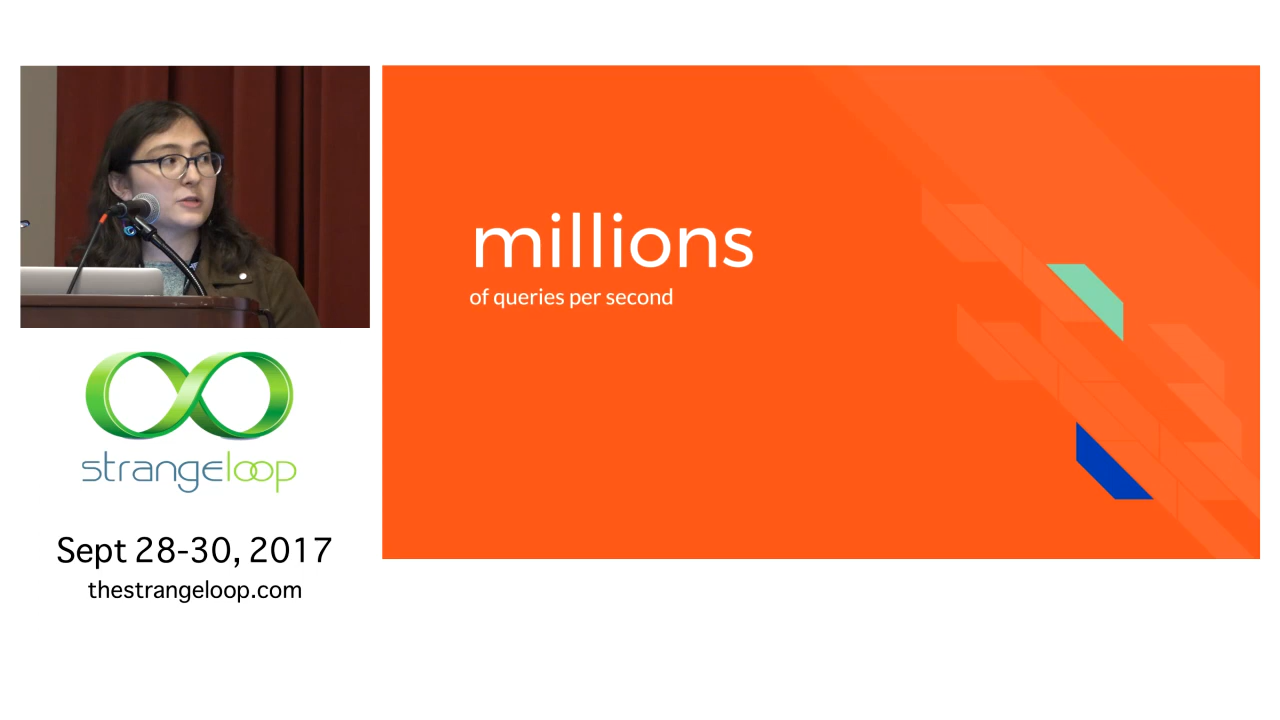 millions
of queries per second
strangeloop
Sept 28-30, 2017
thestrangeloop.com